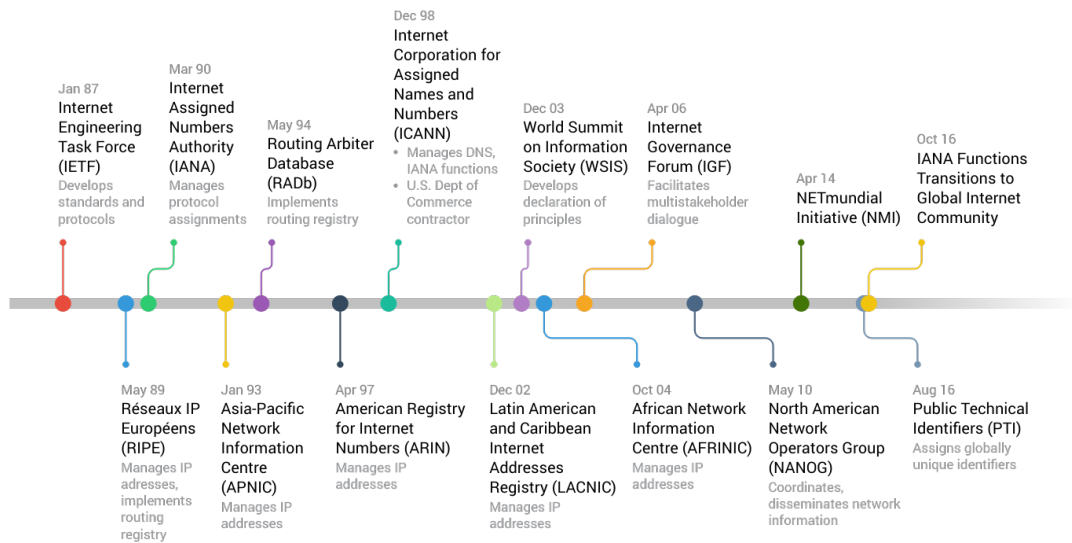 Jan 87
Internet
Engineering
Task Force
(IETF)
Develops
standards and
protocols
Mar 90
Internet
Assigned
Numbers
Authority
(IANA)
Manages
protocol
assignments
May 94
Routing Arbiter
Database
(RADb)
Implements
routing registry
Dec 98
Internet
Corporation for
Assigned
Names and
Numbers
(ICANN)
• Manages DNS,
IANA functions
• U.S. Dept of
Commerce
contractor
Dec 03
World Summit
on Information
Society (WSIS)
Develops
declaration of
principles
Apr 06
Internet
Governance
Forum (IGF)
Facilitates
multistakeholder
dialogue
Apr 14
NETmundial
Initiative (NMI)
Oct 16
IANA Functions
Transitions to
Global Internet
Community
May 89
Réseaux IP
Européens
(RIPE)
Manages IP
adresses,
implements
routing
registry
Jan 93
Asia-Pacific
Network
Information
Centre
(APNIC)
Manages IP
addresses
Apr 97
American Registry
for Internet
Numbers (ARIN)
Manages IP
addresses
Dec 02
Latin American
and Caribbean
Internet
Addresses
Registry (LACNIC)
Manages IP
addresses
Oct 04
African Network
Information
Centre (AFRINIC)
Manages IP
addresses
May 10
North American
Network
Operators Group
(NANOG)
Coordinates,
disseminates network
information
Aug 16
Public Technical
Identifiers (PTI)
Assigns globally
unique identifiers